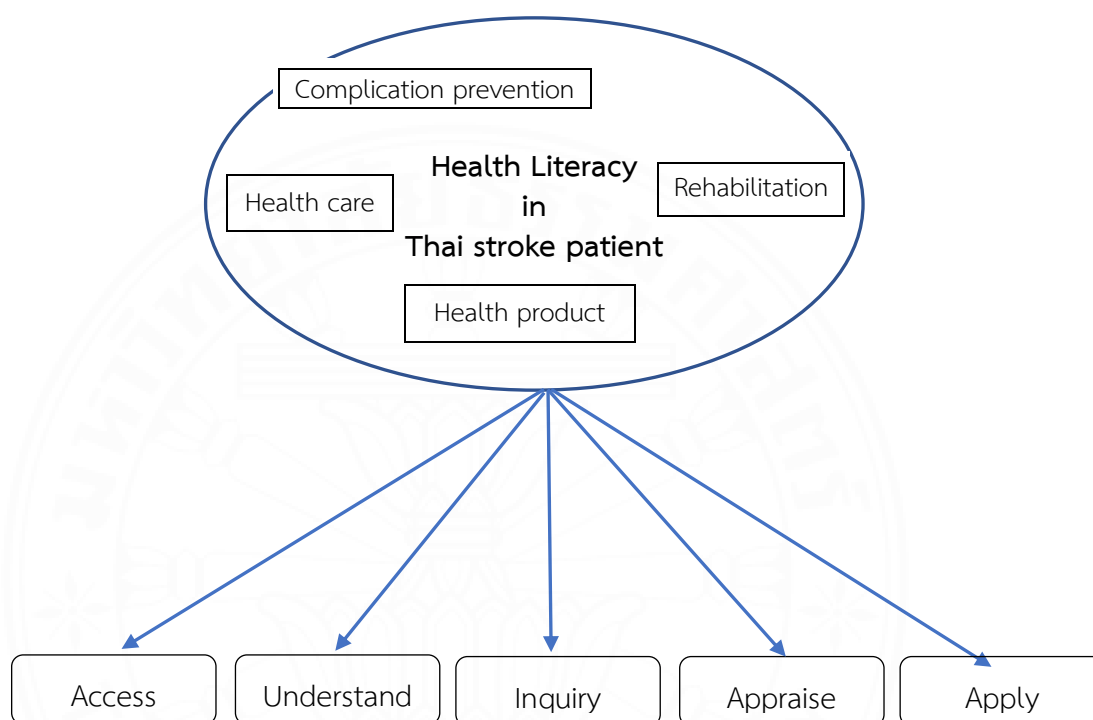 Complication prevention
Health Literacy
in
Thai stroke patient
Health care
Rehabilitation
Health product
Access
Understand
Inquiry
Appraise
Apply